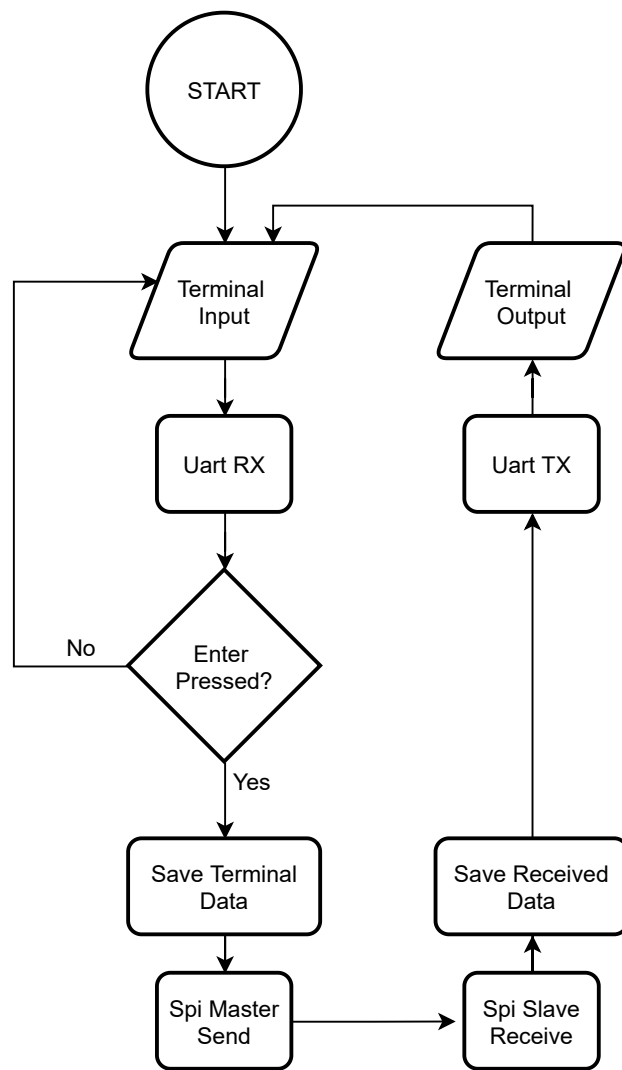 START
Terminal
Input
Terminal
Output
Uart RX
Uart TX
No
Enter
Pressed?
Yes
Save Terminal
Data
Save Received
Data
Spi Master
Send
Spi Slave
Receive